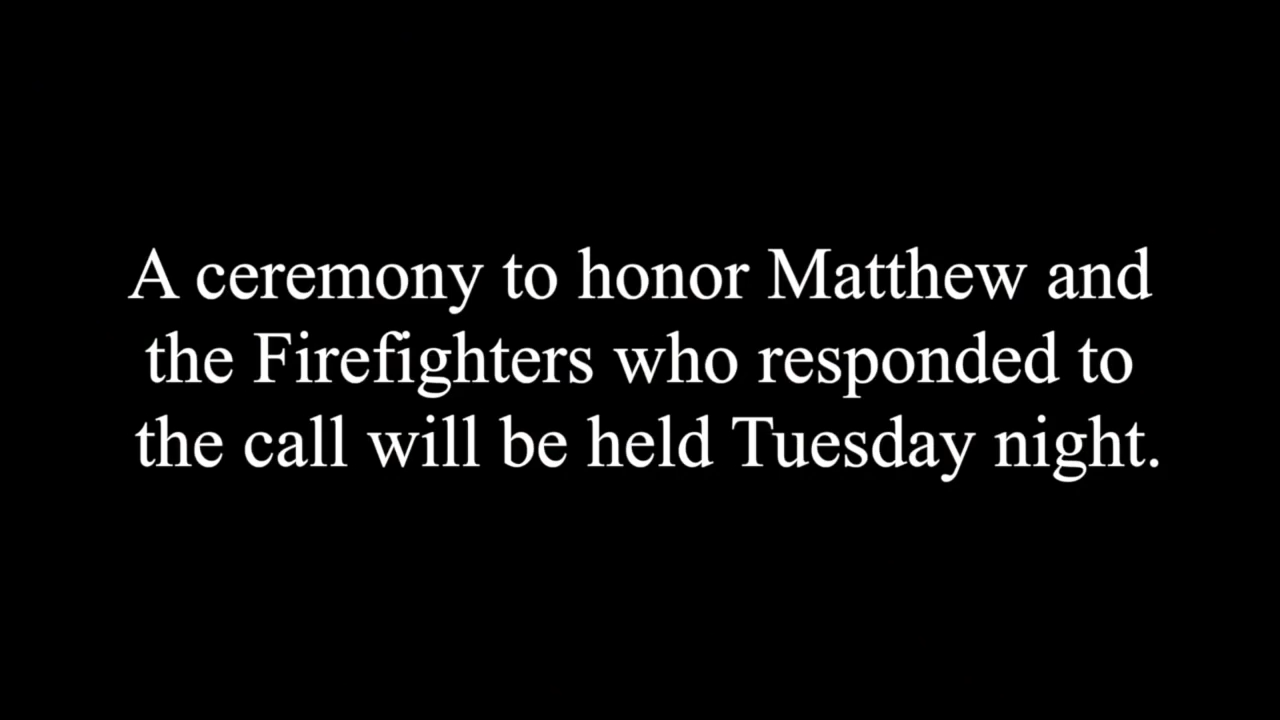 A ceremony to honor Matthew and
the Firefighters who responded to
the call will be held Tuesday night.